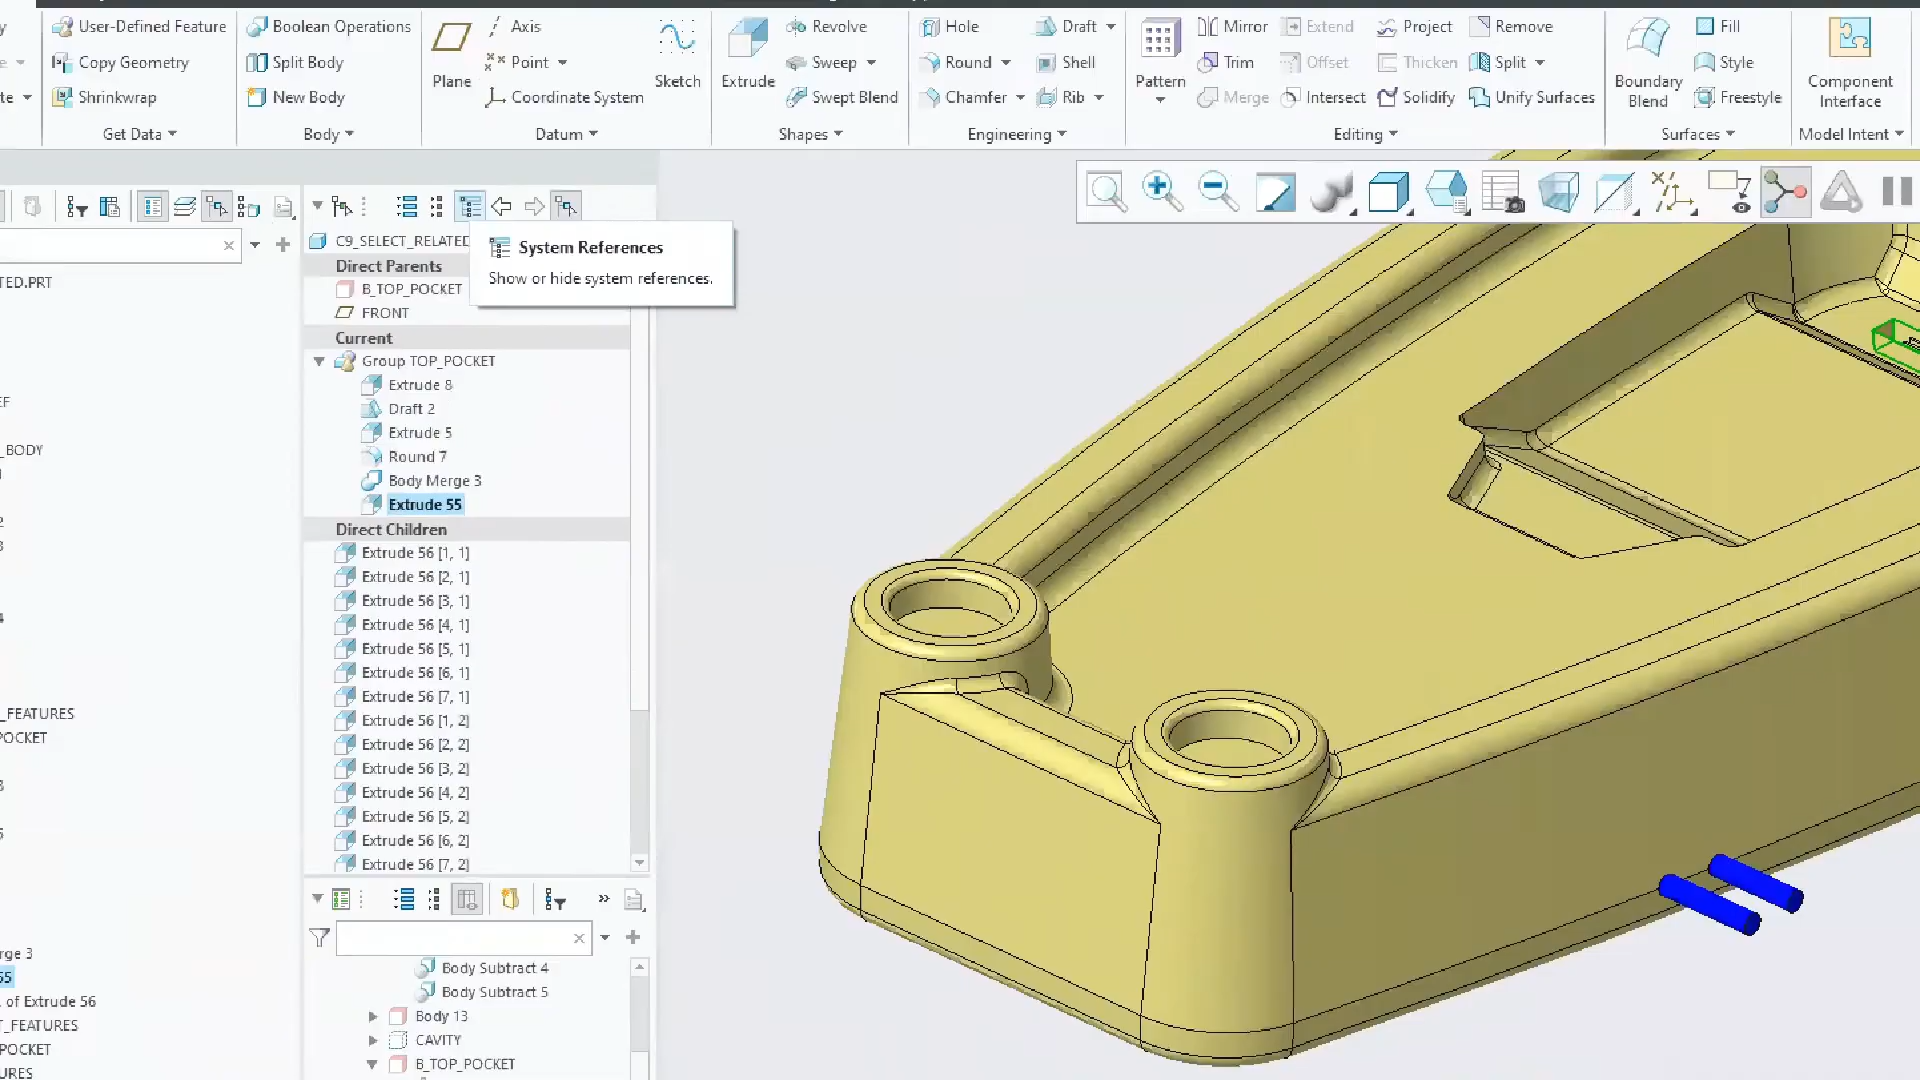 User-Defined Feature
Copy Geometry
Shrinkwrap
Get Data
Boolean Operations
Split Body
New Body
Body
Plane
Axis
Point
Coordinate System
Sketch
Datum
Extrude
Revolve
Sweep
Swept Blend
Shapes
Hole
Round
Chamfer
Draft
Shell
Rib
Engineering
Pattern
Mirror
Trim
Merge
Extend
Offset
Intersect
Project
Thicken
Solidify
Remove
Split
Unify Surfaces
Editing
Boundary
Blend
Fill
Style
Freestyle
Surfaces
Component
Interface
Model Intent
TED.PRT
EF
_BODY
_FEATURES
POCKET
rge 3
55
of Extrude 56
T_FEATURES
POCKET
URES
C9_SELECT_RELATED
Direct Parents
B_TOP_POCKET
FRONT
Current
Group TOP_POCKET
Extrude 8
Draft 2
Extrude 5
Round 7
Body Merge 3
Extrude 55
Direct Children
Extrude 56 [1, 1]
Extrude 56 [2, 1]
Extrude 56 [3, 1]
Extrude 56 [4, 1]
Extrude 56 [5, 1]
Extrude 56 [6, 1]
Extrude 56 [7, 1]
Extrude 56 [1, 2]
Extrude 56 [2, 2]
Extrude 56 [3, 2]
Extrude 56 [4, 2]
Extrude 56 [5, 2]
Extrude 56 [6, 2]
Extrude 56 [7, 2]
System References
Show or hide system references.
Body Subtract 4
Body Subtract 5
Body 13
CAVITY
B_TOP_POCKET